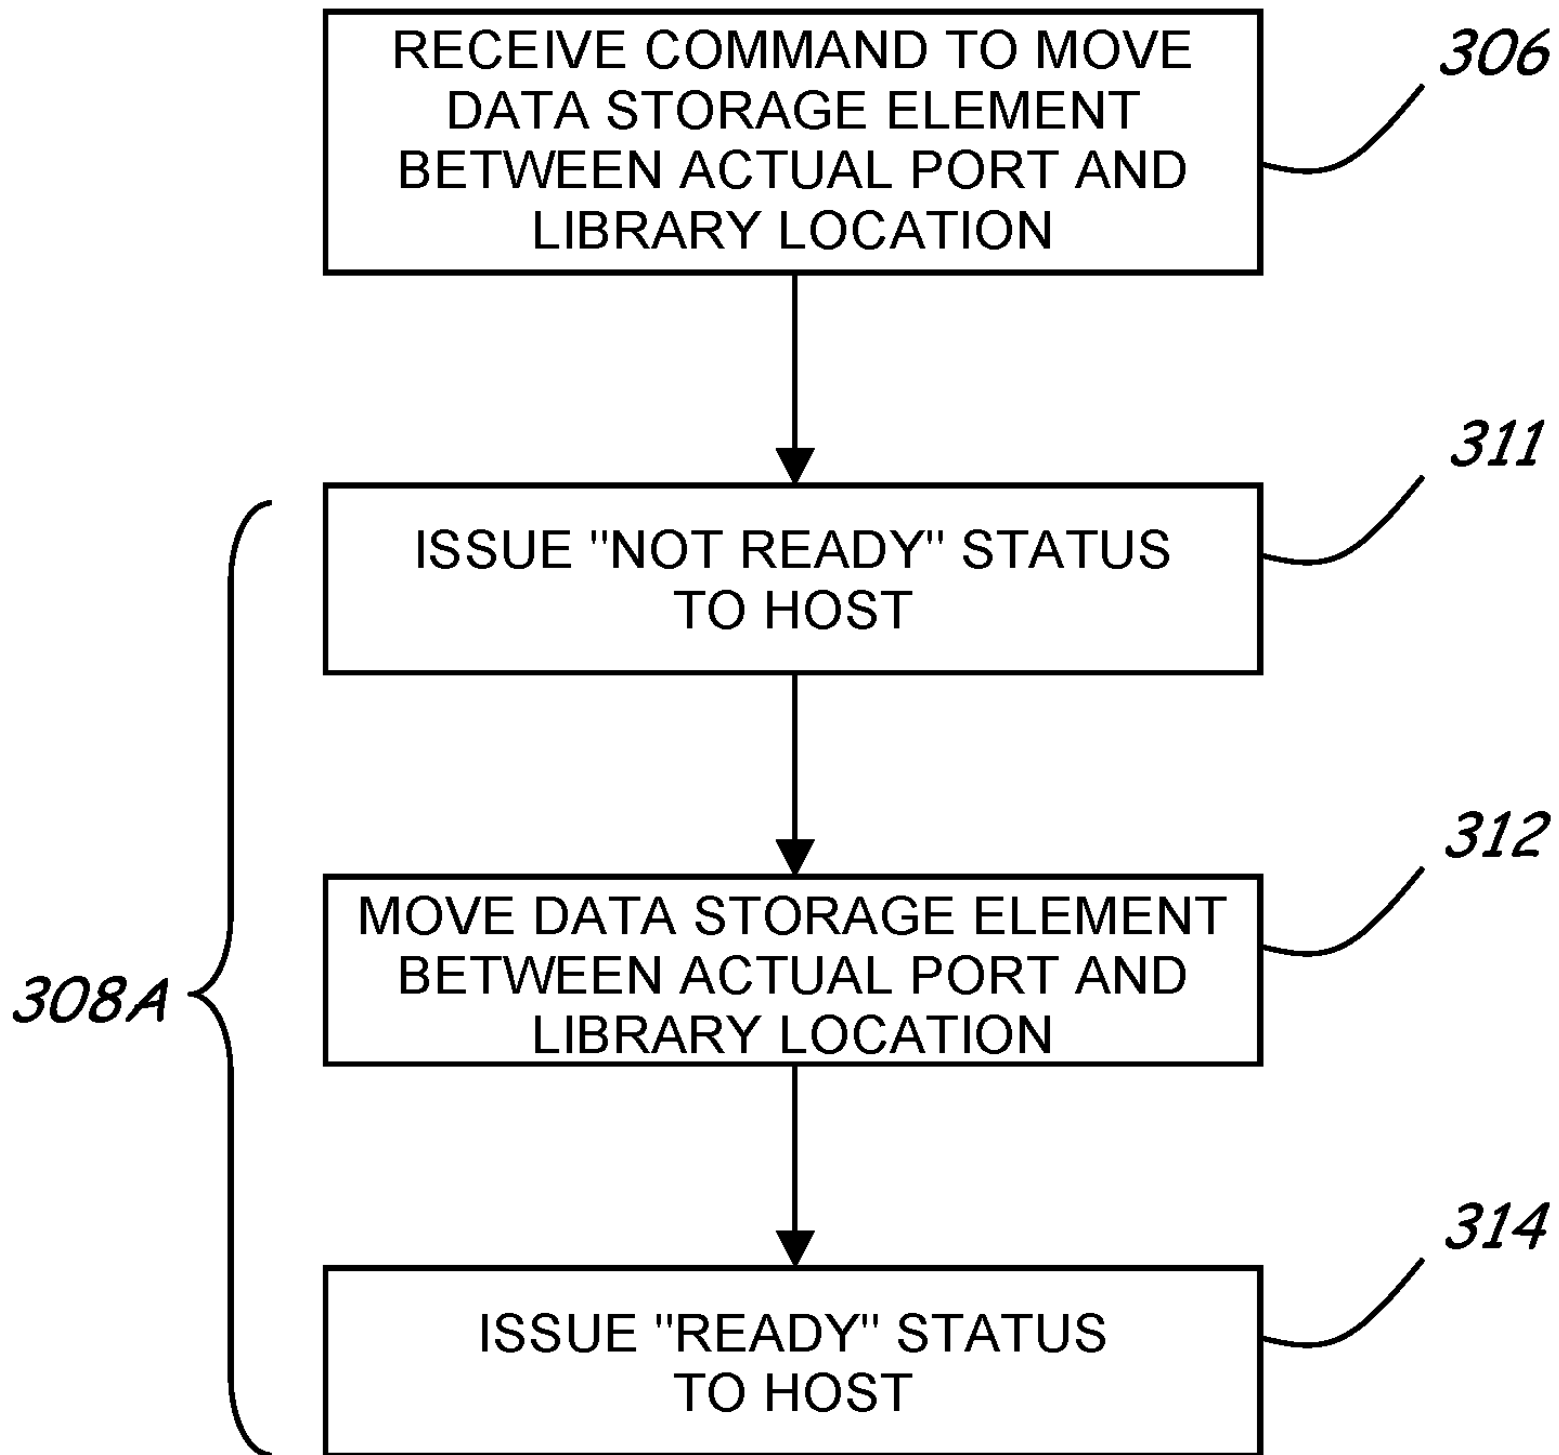 RECEIVE COMMAND TO MOVE
DATA STORAGE ELEMENT
BETWEEN ACTUAL PORT AND
LIBRARY LOCATION
306
ISSUE "NOT READY" STATUS
TO HOST
311
308A
MOVE DATA STORAGE ELEMENT
BETWEEN ACTUAL PORT AND
LIBRARY LOCATION
312
ISSUE "READY" STATUS
TO HOST
314